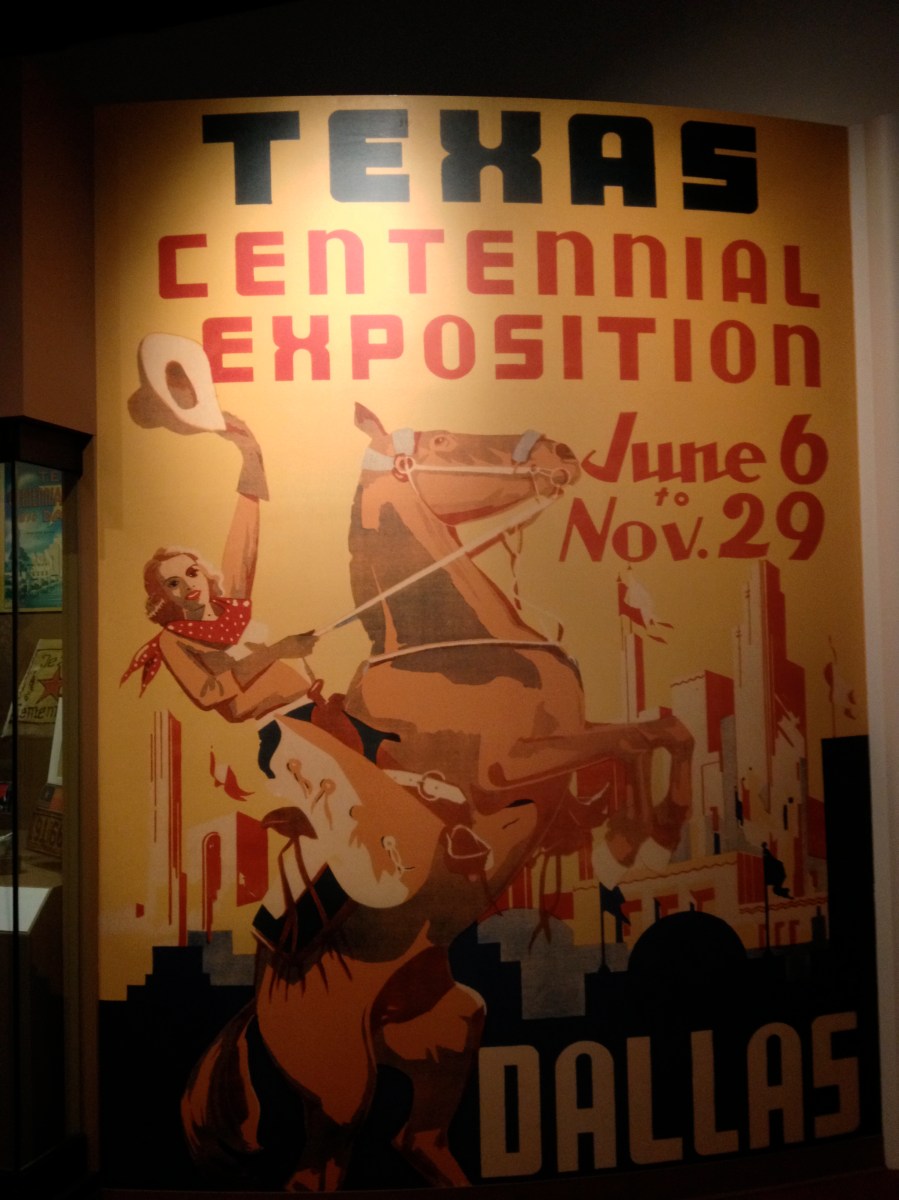 TEXAS
CENTENNIAL
EXPOSITION
June 6
to
Nov. 29
DALLAS